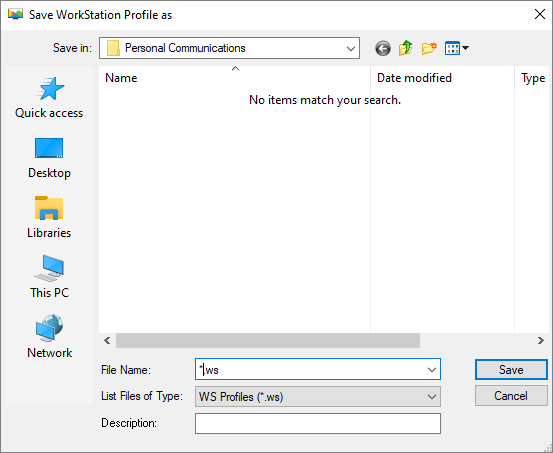 Save WorkStation Profile as
Save in: Personal Communications
Name Date modified Type
No items match your search.
Quick access
Desktop
Libraries
This PC
Network
File Name: *.ws Save
List Files of Type: WS Profiles (*.ws) Cancel
Description: